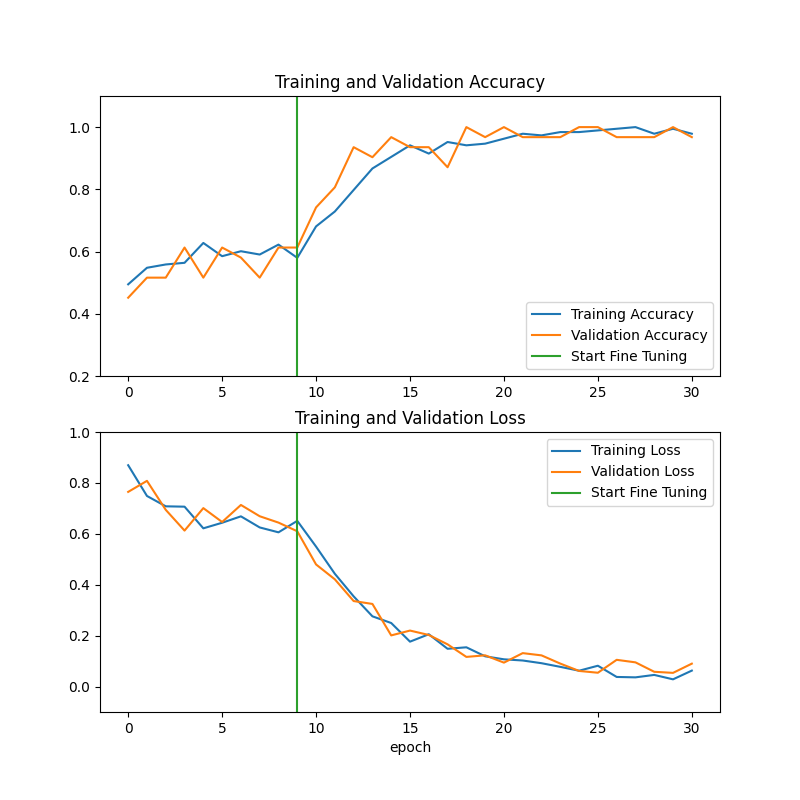 Training and Validation Accuracy
1.0
0.8
0.6
0.4
0.2
Training Accuracy
Validation Accuracy
Start Fine Tuning
0 5 10 15 20 25 30
Training and Validation Loss
1.0
0.8
0.6
0.4
0.2
0.0
Training Loss
Validation Loss
Start Fine Tuning
0 5 10 15 20 25 30
epoch